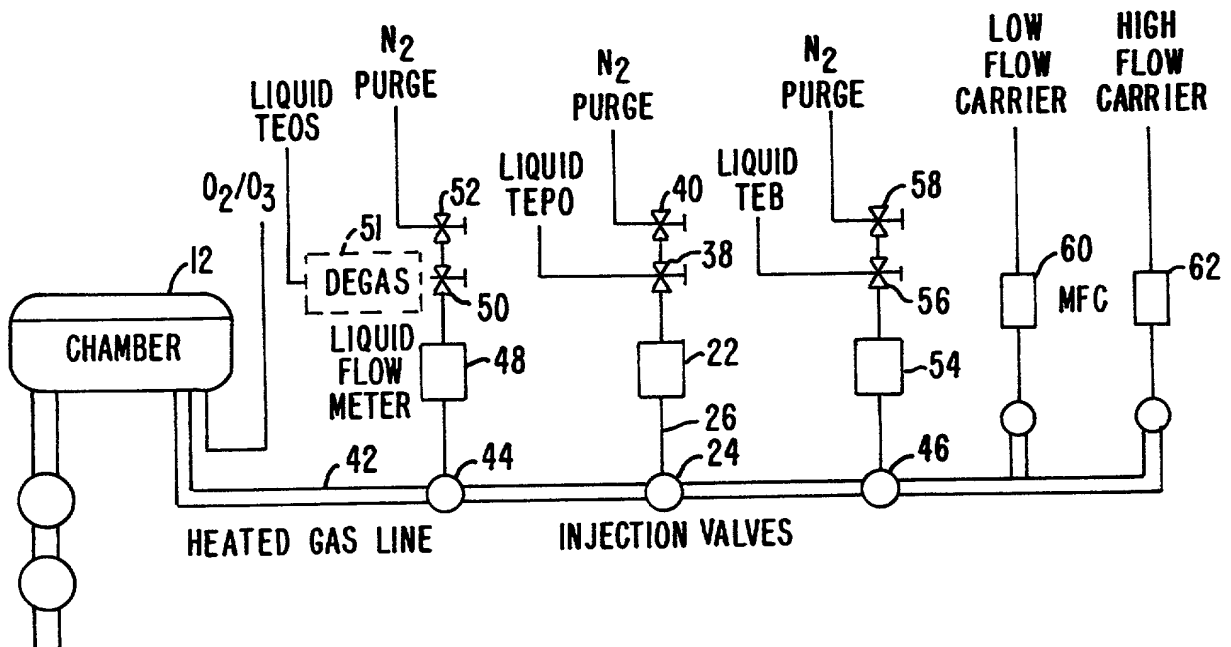 N2
PURGE
LIQUID
TEOS
O2/O3
52
51
DEGAS
50
LIQUID
FLOW
METER
48
12
CHAMBER
N2
PURGE
LIQUID
TEPO
40
38
22
26
N2
PURGE
LIQUID
TEB
58
56
54
LOW
FLOW
CARRIER
HIGH
FLOW
CARRIER
60
MFC
62
42
44
24
46
HEATED GAS LINE
INJECTION VALVES